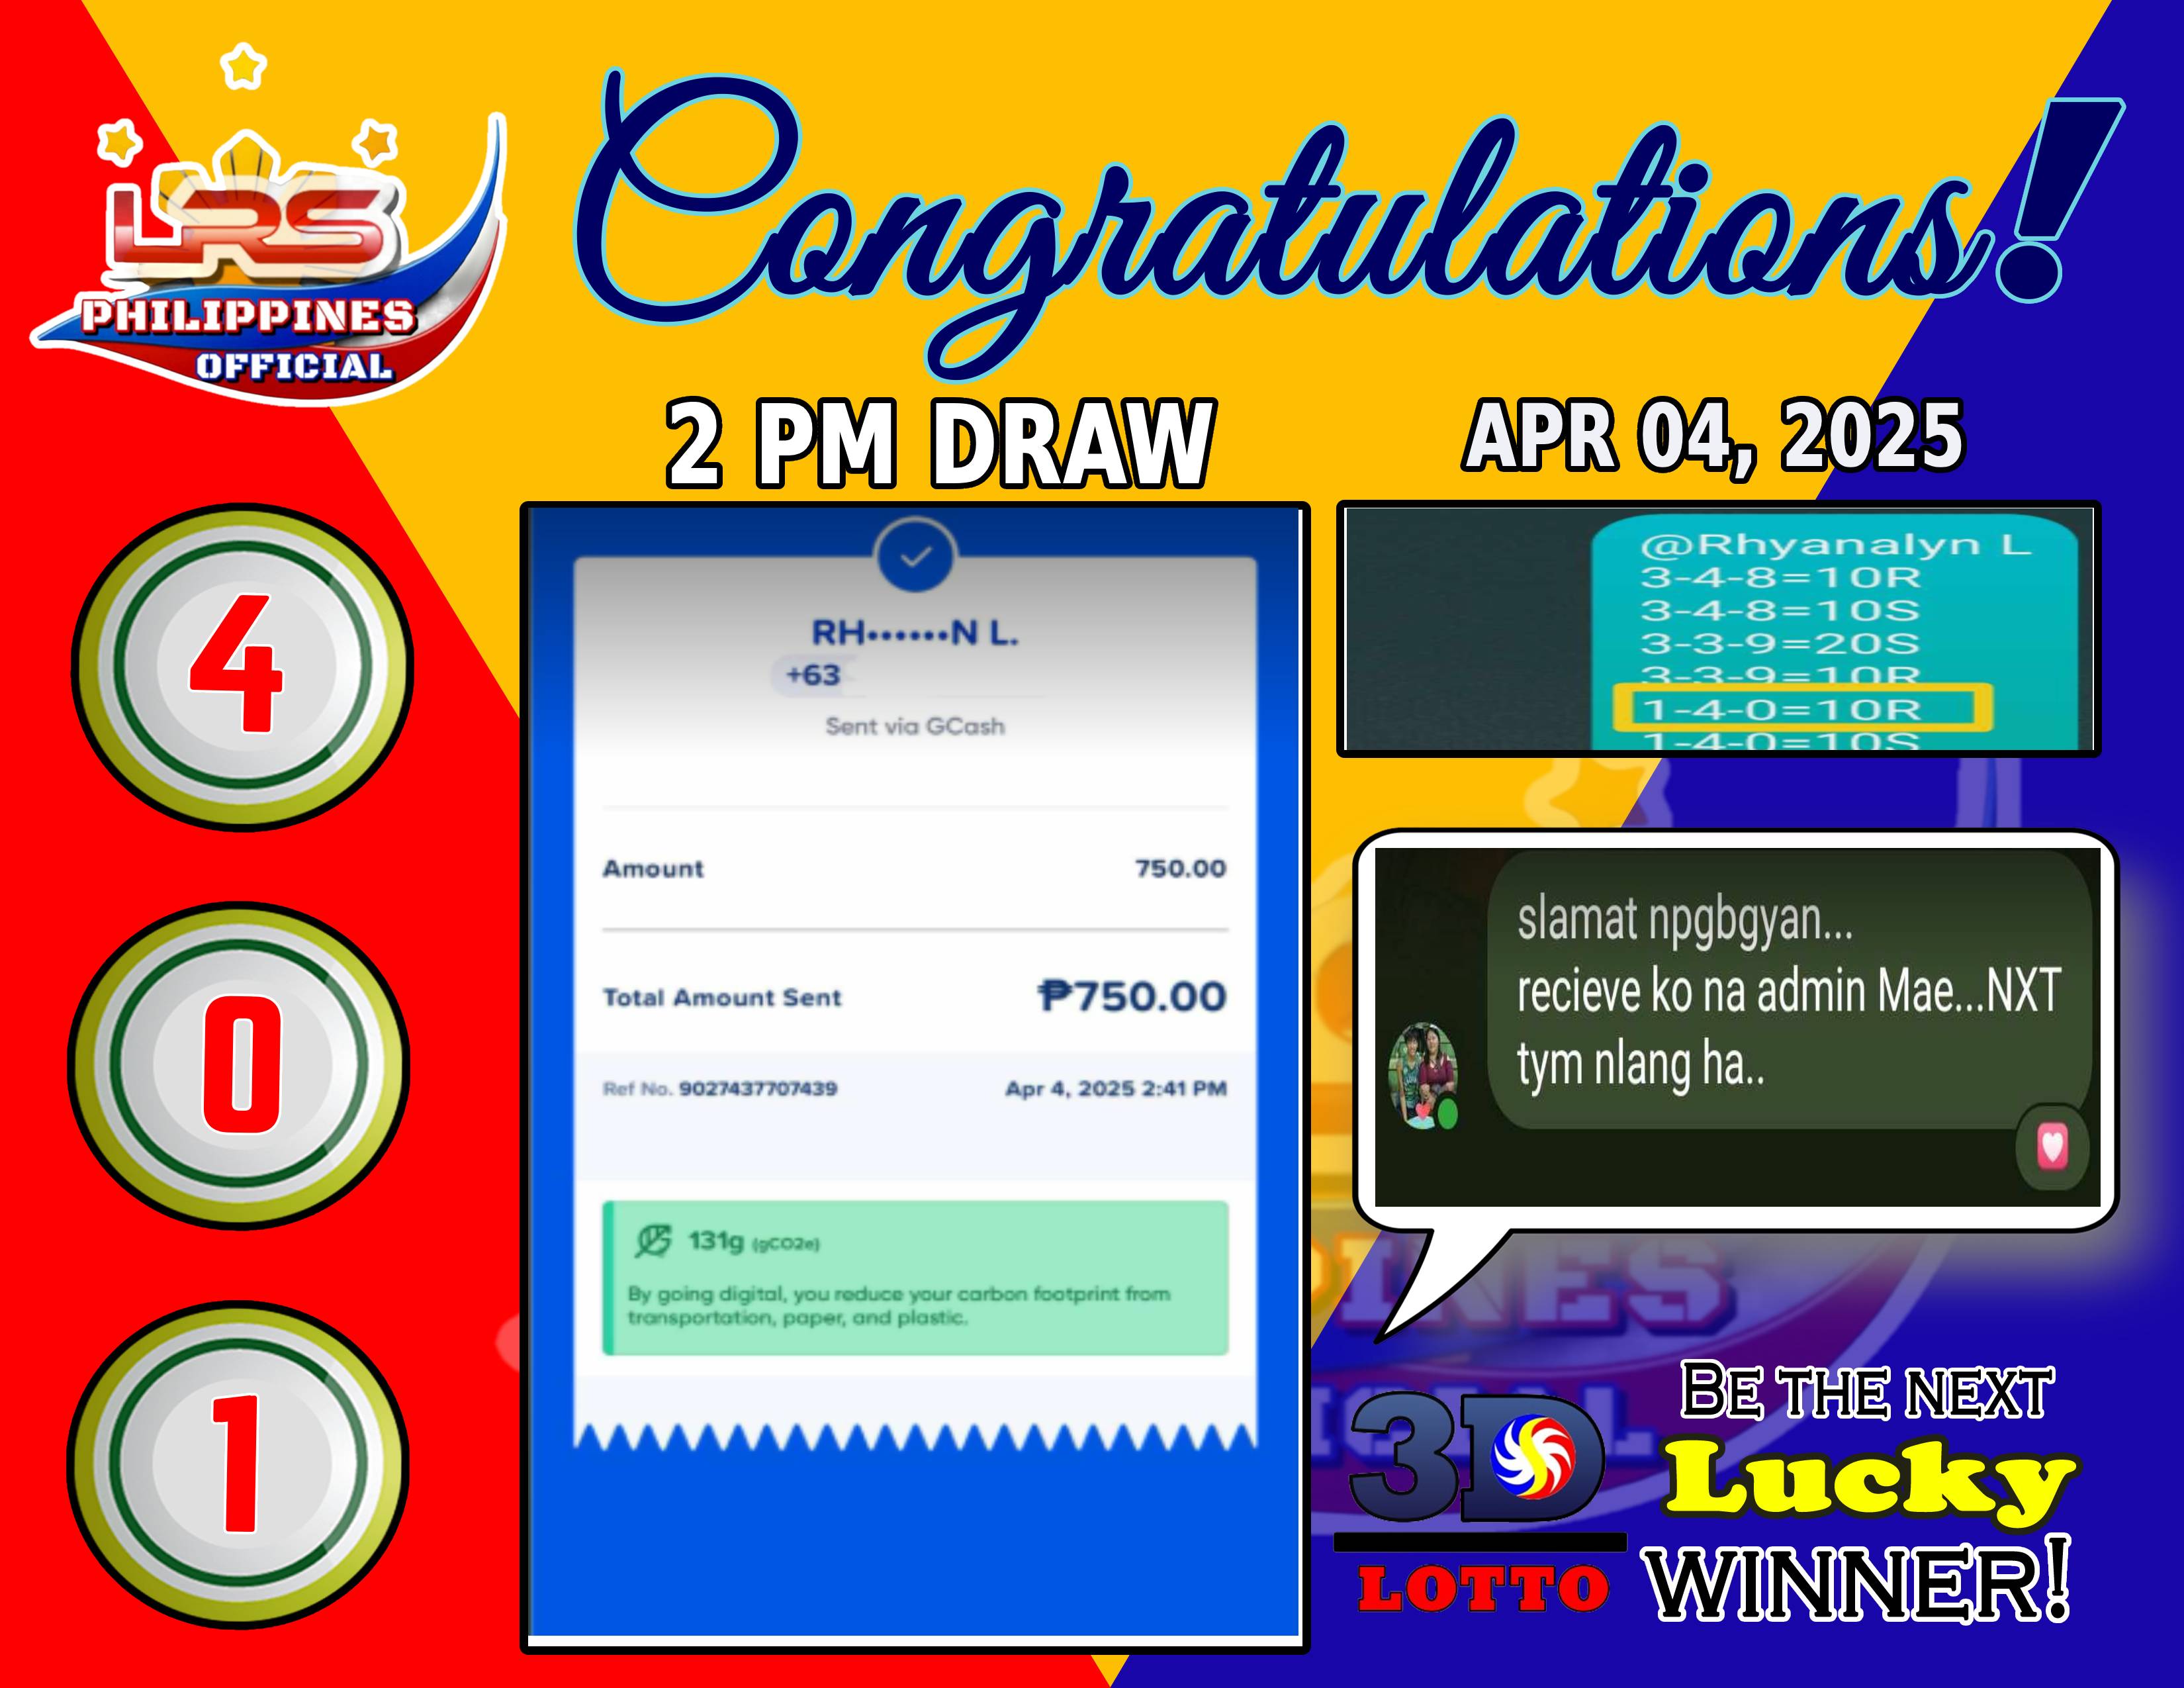 Congratulations!
LRS
PHILIPPINES
OFFICIAL
2 PM DRAW
APR 04, 2025
4
0
1
RH••••••N L.
+63
Sent via GCash
Amount 750.00
Total Amount Sent ₱750.00
Ref No. 9027437707439 Apr 4, 2025 2:41 PM
131g (gCO2e)
By going digital, you reduce your carbon footprint from
transportation, paper, and plastic.
@Rhyanalyn L
3-4-8=10R
3-4-8=10S
3-3-9=20S
3-3-9=10R
1-4-0=10R
1-4-0=10S
slamat npgbgyan...
recieve ko na admin Mae...NXT
tym nlang ha..
3D
LOTTO
BE THE NEXT
Lucky
WINNER!